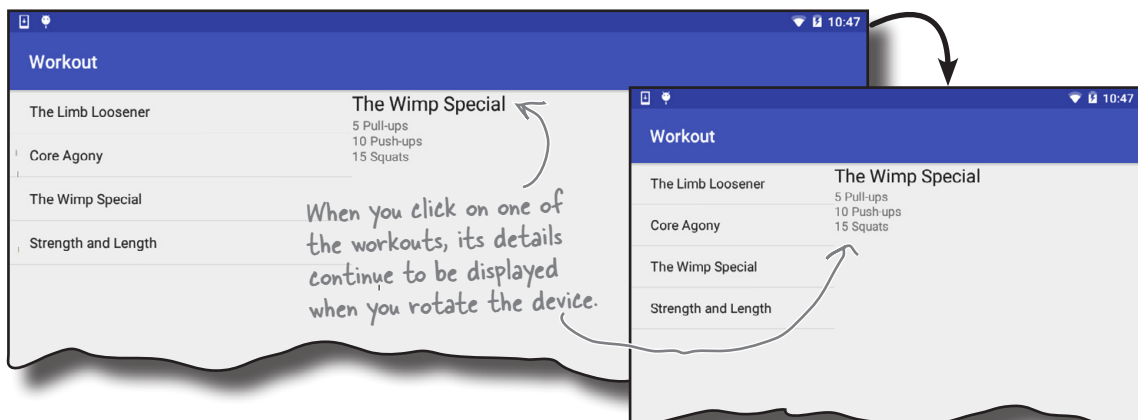 10:47
Workout
The Limb Loosener
Core Agony
The Wimp Special
Strength and Length
The Wimp Special
5 Pull-ups
10 Push-ups
15 Squats
When you click on one of
the workouts, its details
continue to be displayed
when you rotate the device.
10:47
Workout
The Limb Loosener
Core Agony
The Wimp Special
Strength and Length
The Wimp Special
5 Pull-ups
10 Push-ups
15 Squats